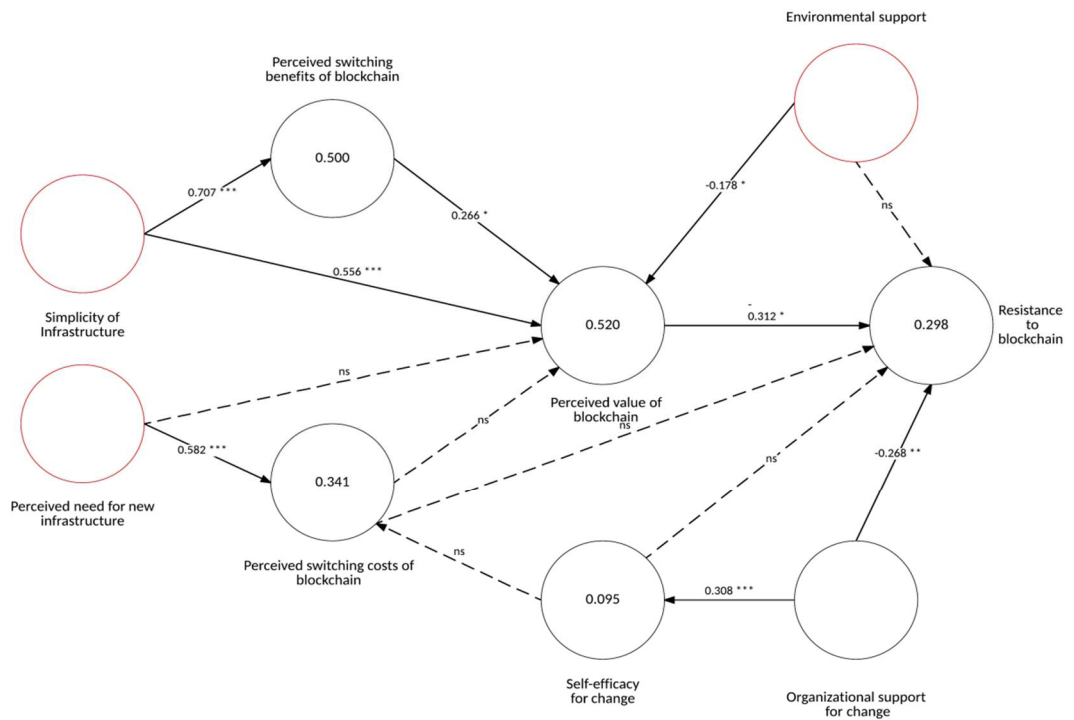 Environmental support
Perceived switching
benefits of blockchain
0.500
0.707 ***
-0.178 *
ns
0.266 *
0.556 ***
Simplicity of
Infrastructure
0.520
-
0.312 *
0.298
Resistance
to
blockchain
ns
Perceived value of
blockchain
ns
ns
0.582 ***
0.341
-0.268 **
ns
Perceived need for new
infrastructure
Perceived switching costs of
blockchain
ns
0.095
0.308 ***
Self-efficacy
for change
Organizational support
for change